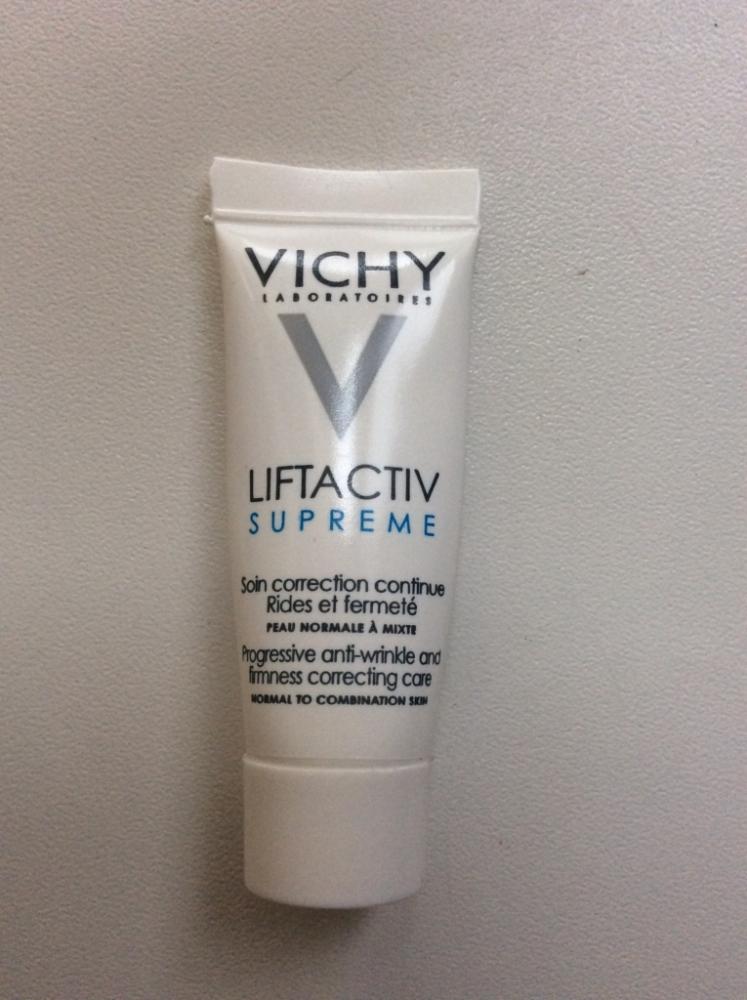 VICHY
LABORATOIRES
V
LIFTACTIV
SUPREME
Soin correction continue
Rides et fermeté
PEAU NORMALE À MIXTE
Progressive anti-wrinkle and
firmness correcting care
NORMAL TO COMBINATION SKIN